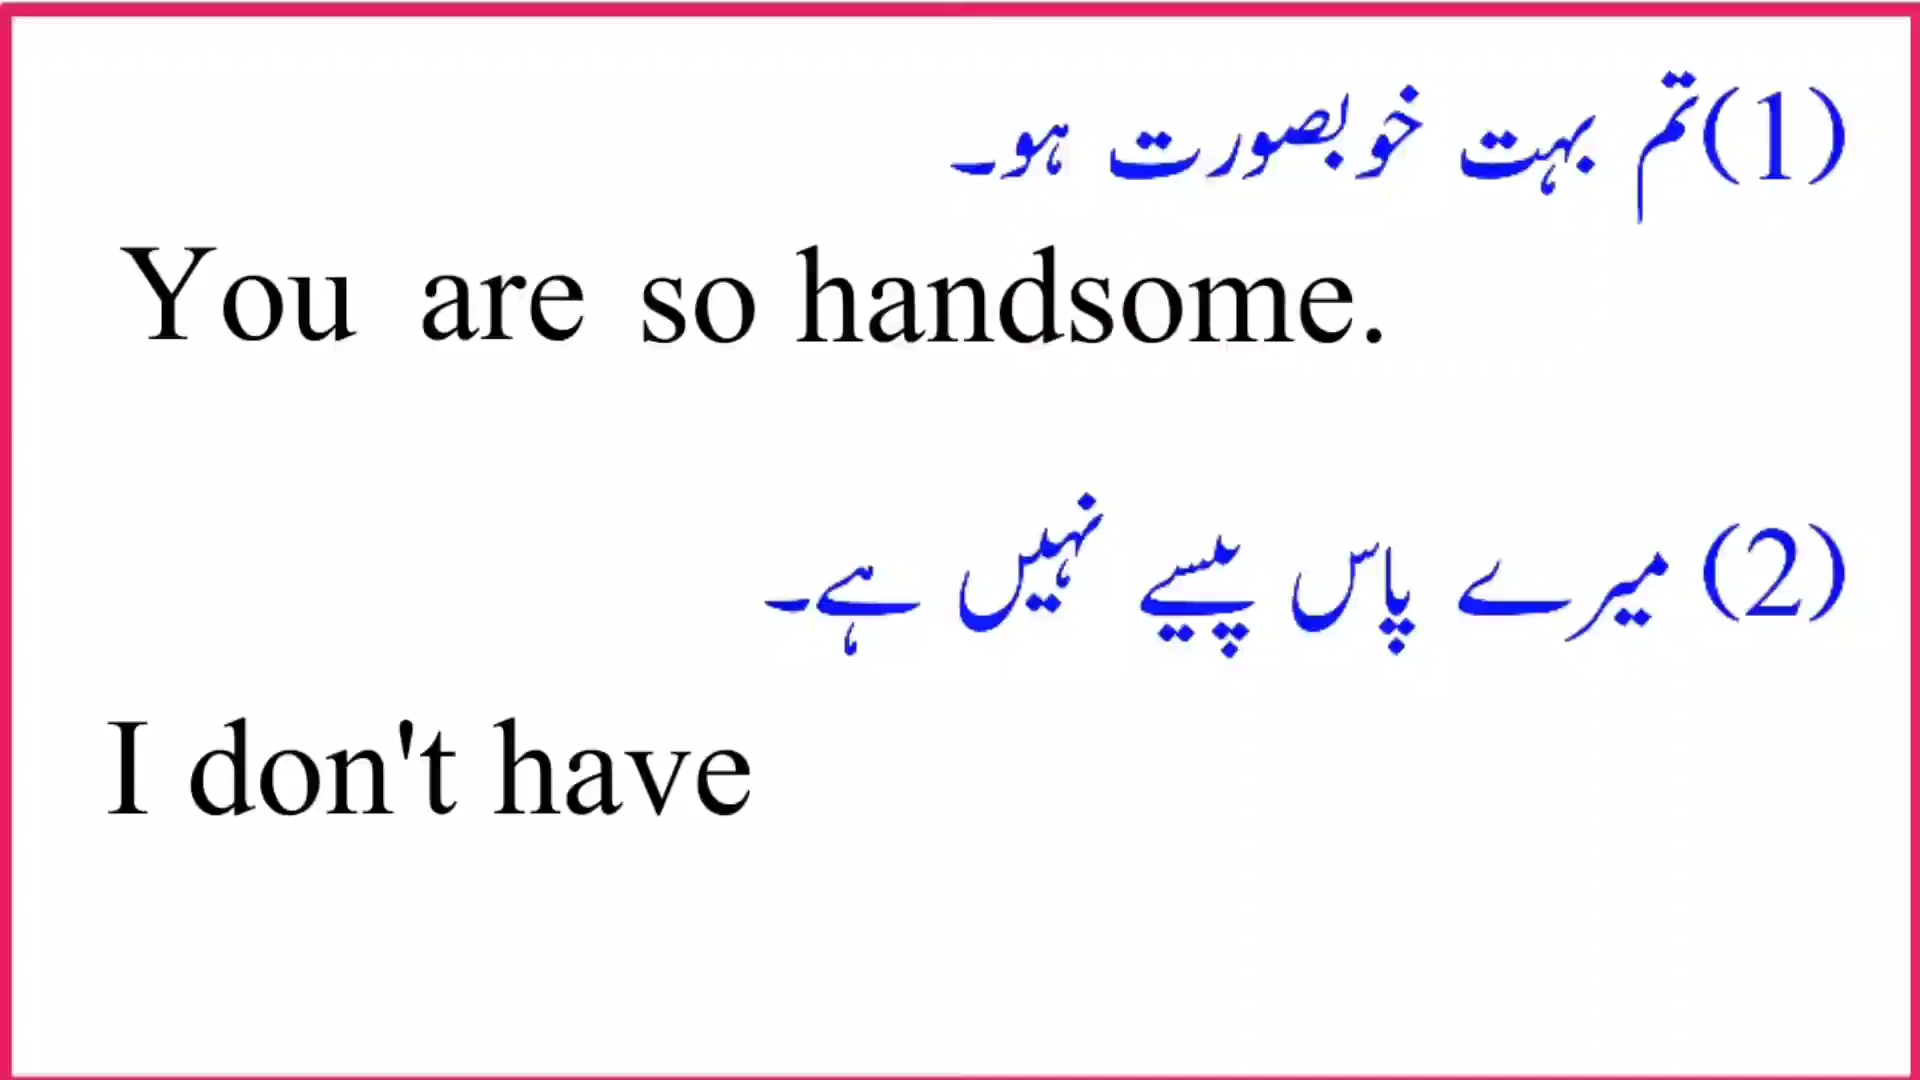 (1)تم بہت خوبصورت ہو۔
You are so handsome.
(2) میرے پاس پیسے نہیں ہے۔
I don't have